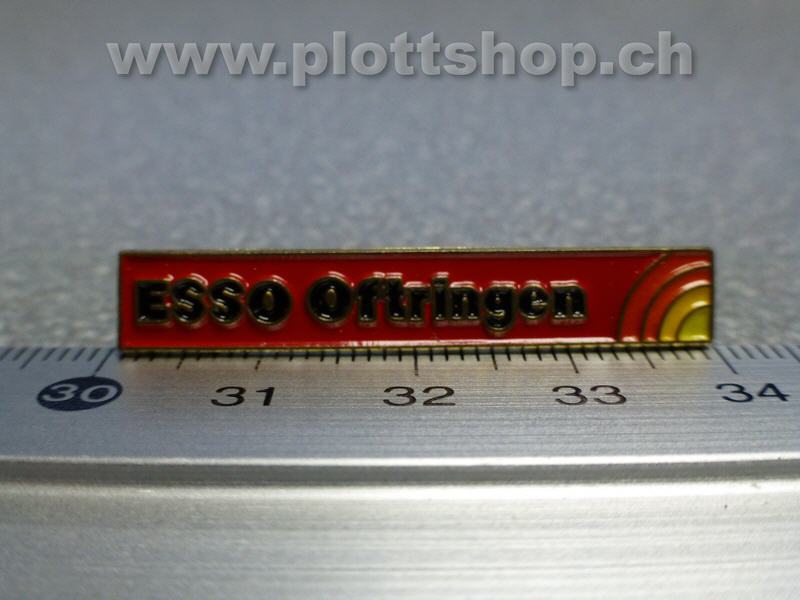 www.plottshop.ch
ESSO Oftringen
30 31 32 33 34